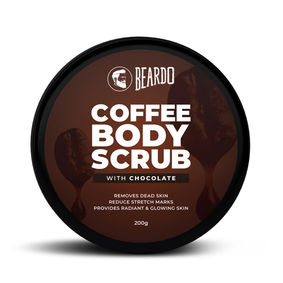 BEARDO
COFFEE
BODY
SCRUB
WITH CHOCOLATE
REMOVES DEAD SKIN
REDUCE STRETCH MARKS
PROVIDES RADIANT & GLOWING SKIN
200g